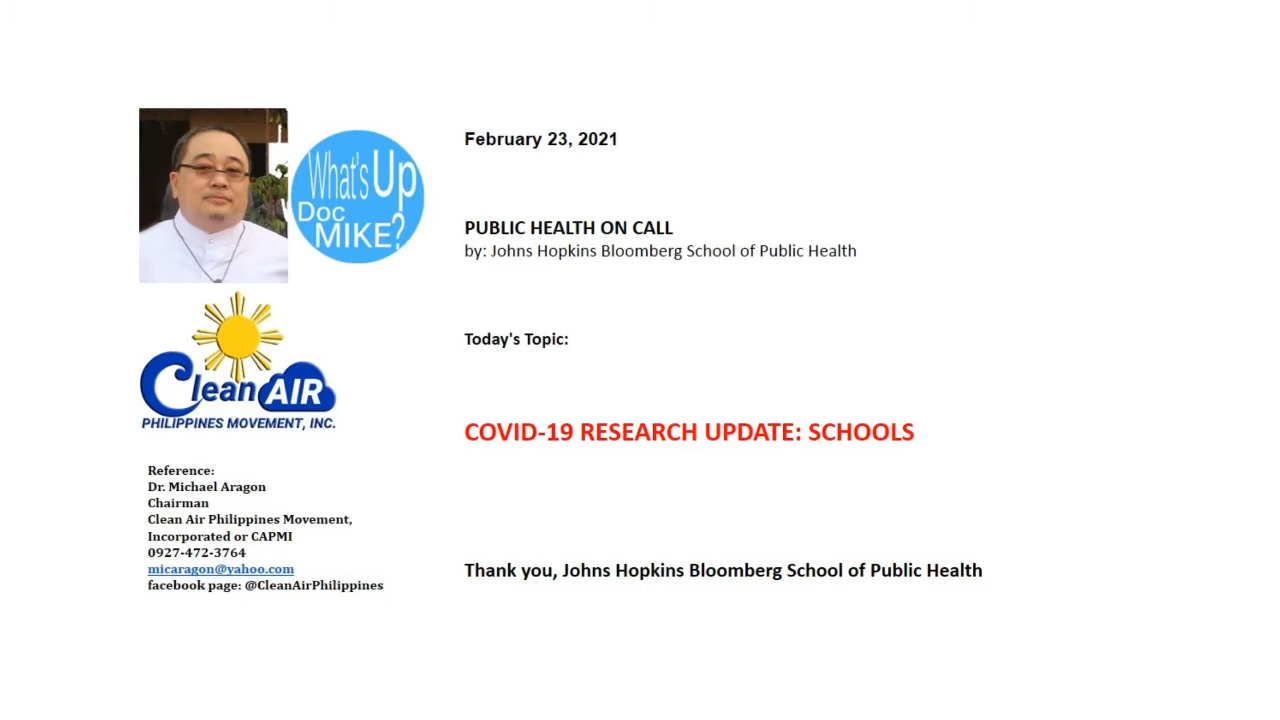 What's Up
Doc
MIKE?
Clean AIR
PHILIPPINES MOVEMENT, INC.
Reference:
Dr. Michael Aragon
Chairman
Clean Air Philippines Movement,
Incorporated or CAPMI
0927-472-3764
micaragon@yahoo.com
facebook page: @CleanAirPhilippines
February 23, 2021
PUBLIC HEALTH ON CALL
by: Johns Hopkins Bloomberg School of Public Health
Today's Topic:
COVID-19 RESEARCH UPDATE: SCHOOLS
Thank you, Johns Hopkins Bloomberg School of Public Health